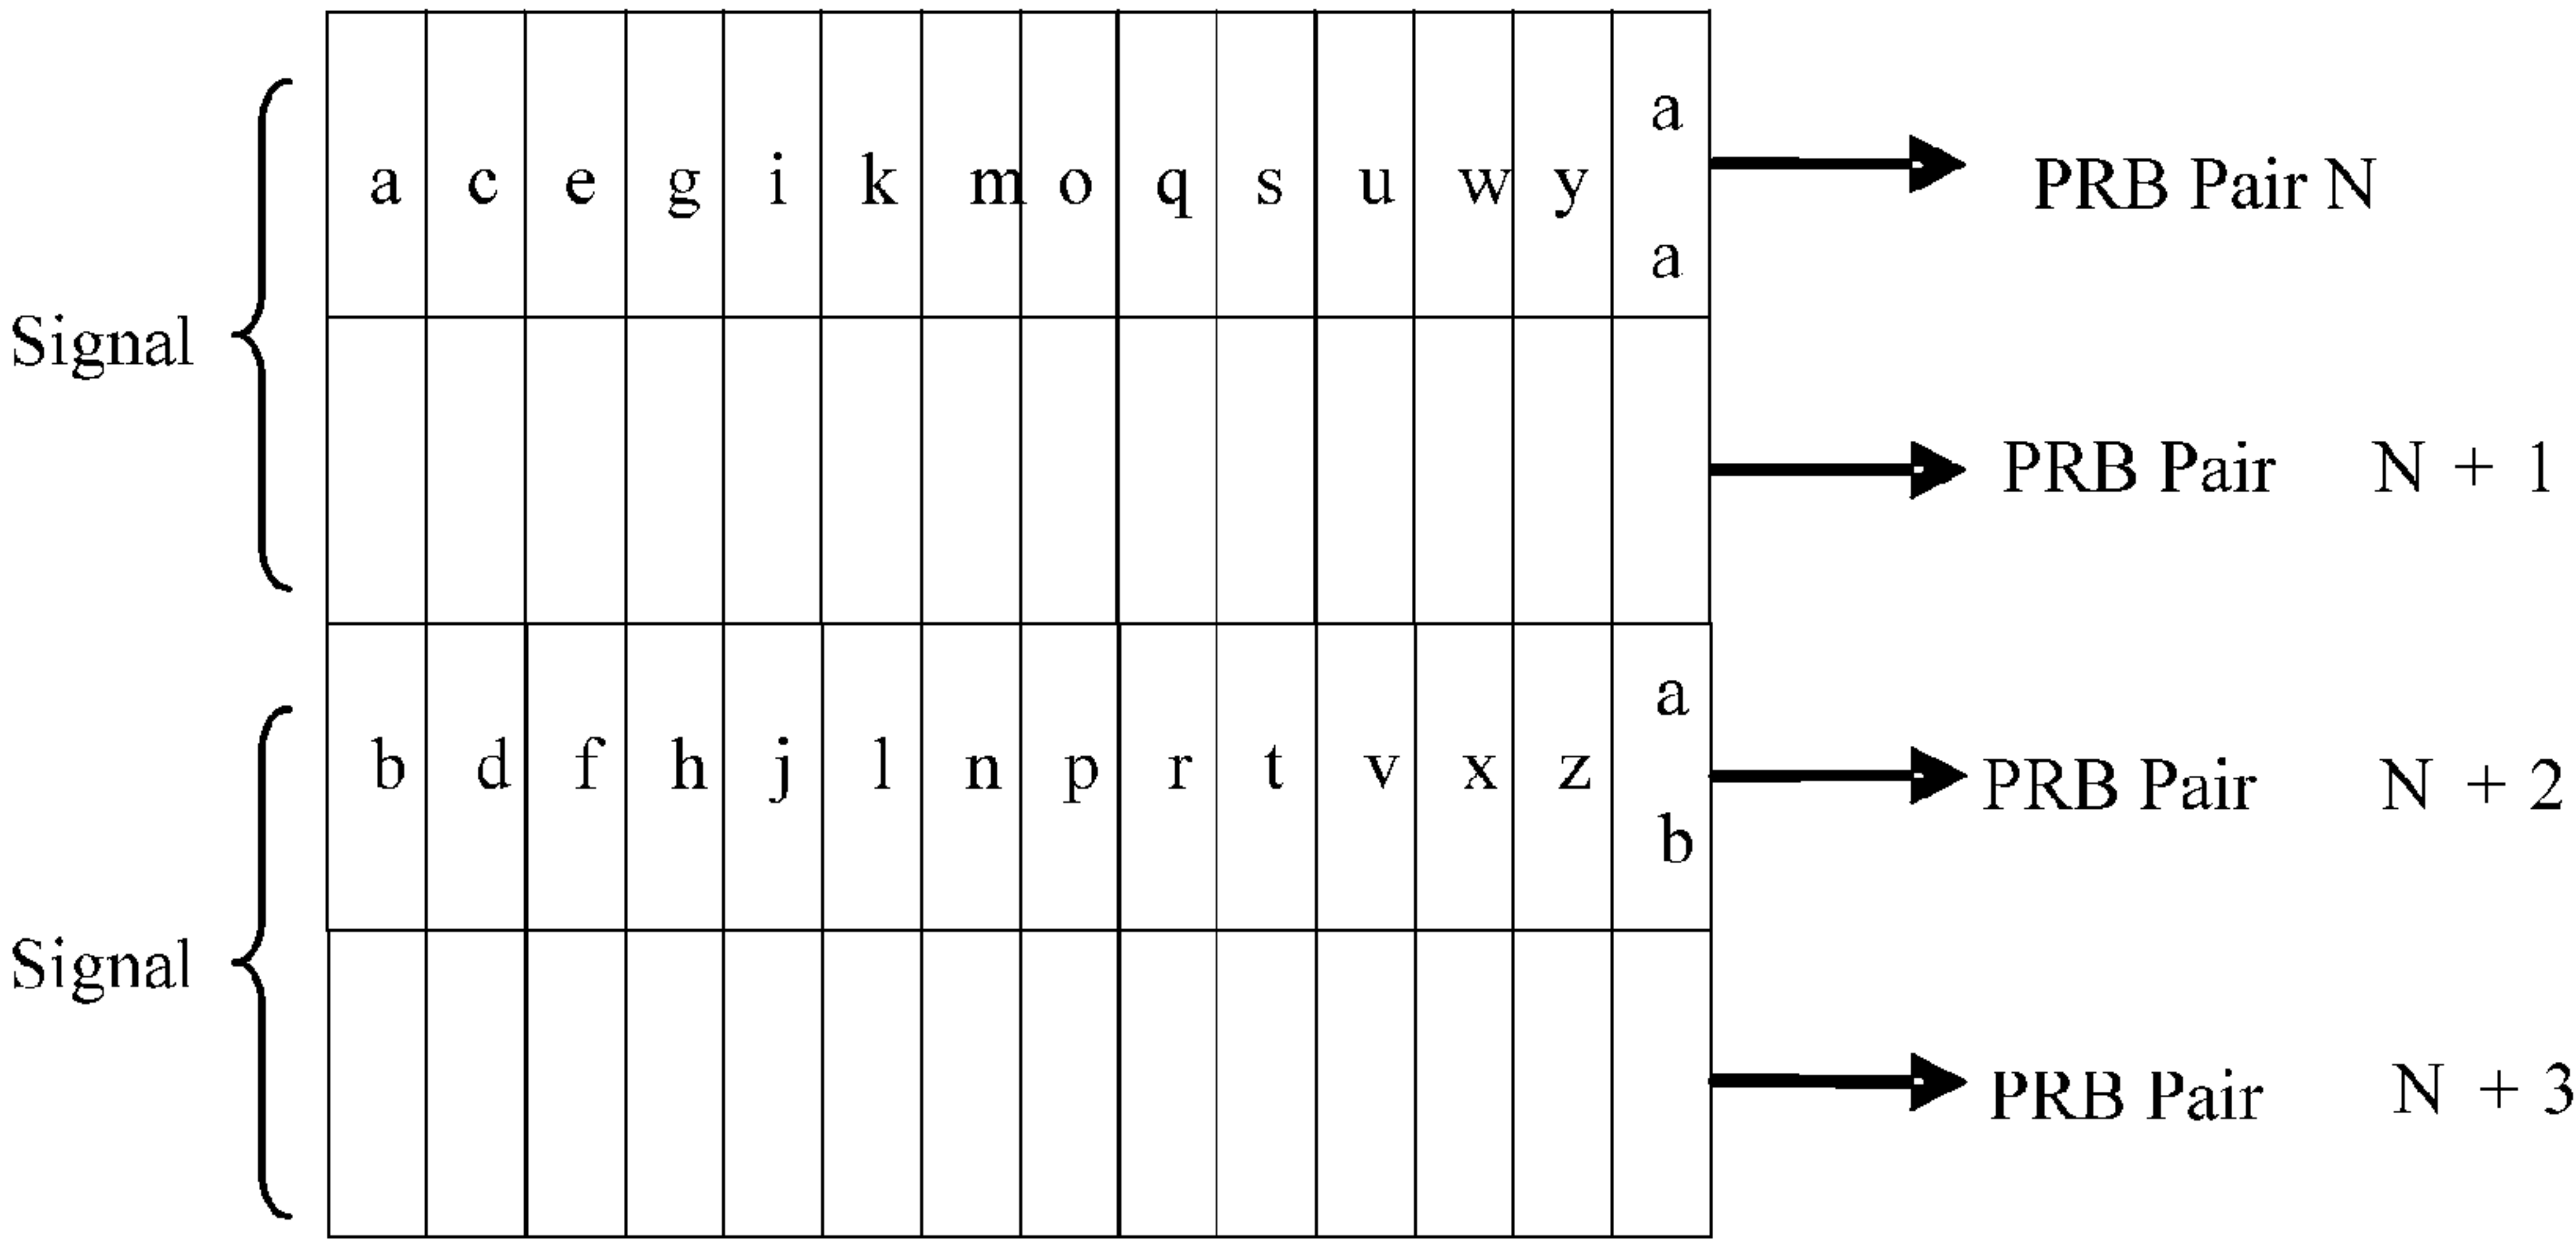 a
a c e g i k m o q s u w y PRB Pair N
a
Signal
PRB Pair N + 1
a
b d f h j l n p r t v x z PRB Pair N + 2
b
Signal
PRB Pair N + 3